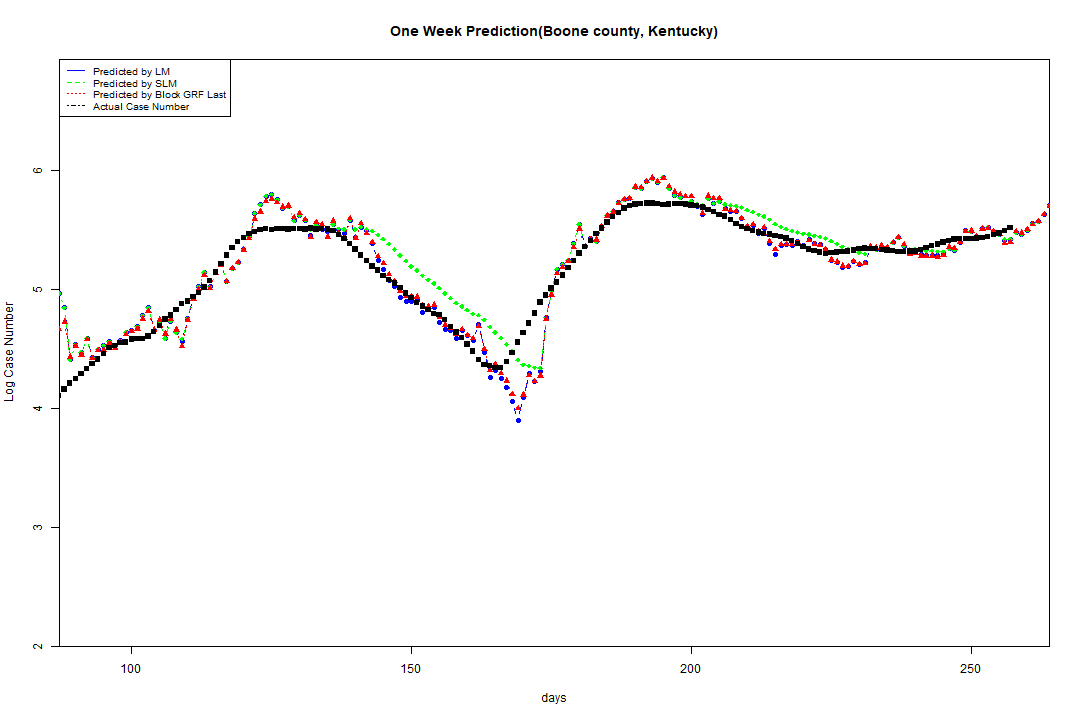 One Week Prediction(Boone county, Kentucky)
Predicted by LM
Predicted by SLM
Predicted by Block GRF Last
Actual Case Number
6
5
4
3
2
Log Case Number
100 150 200 250
days